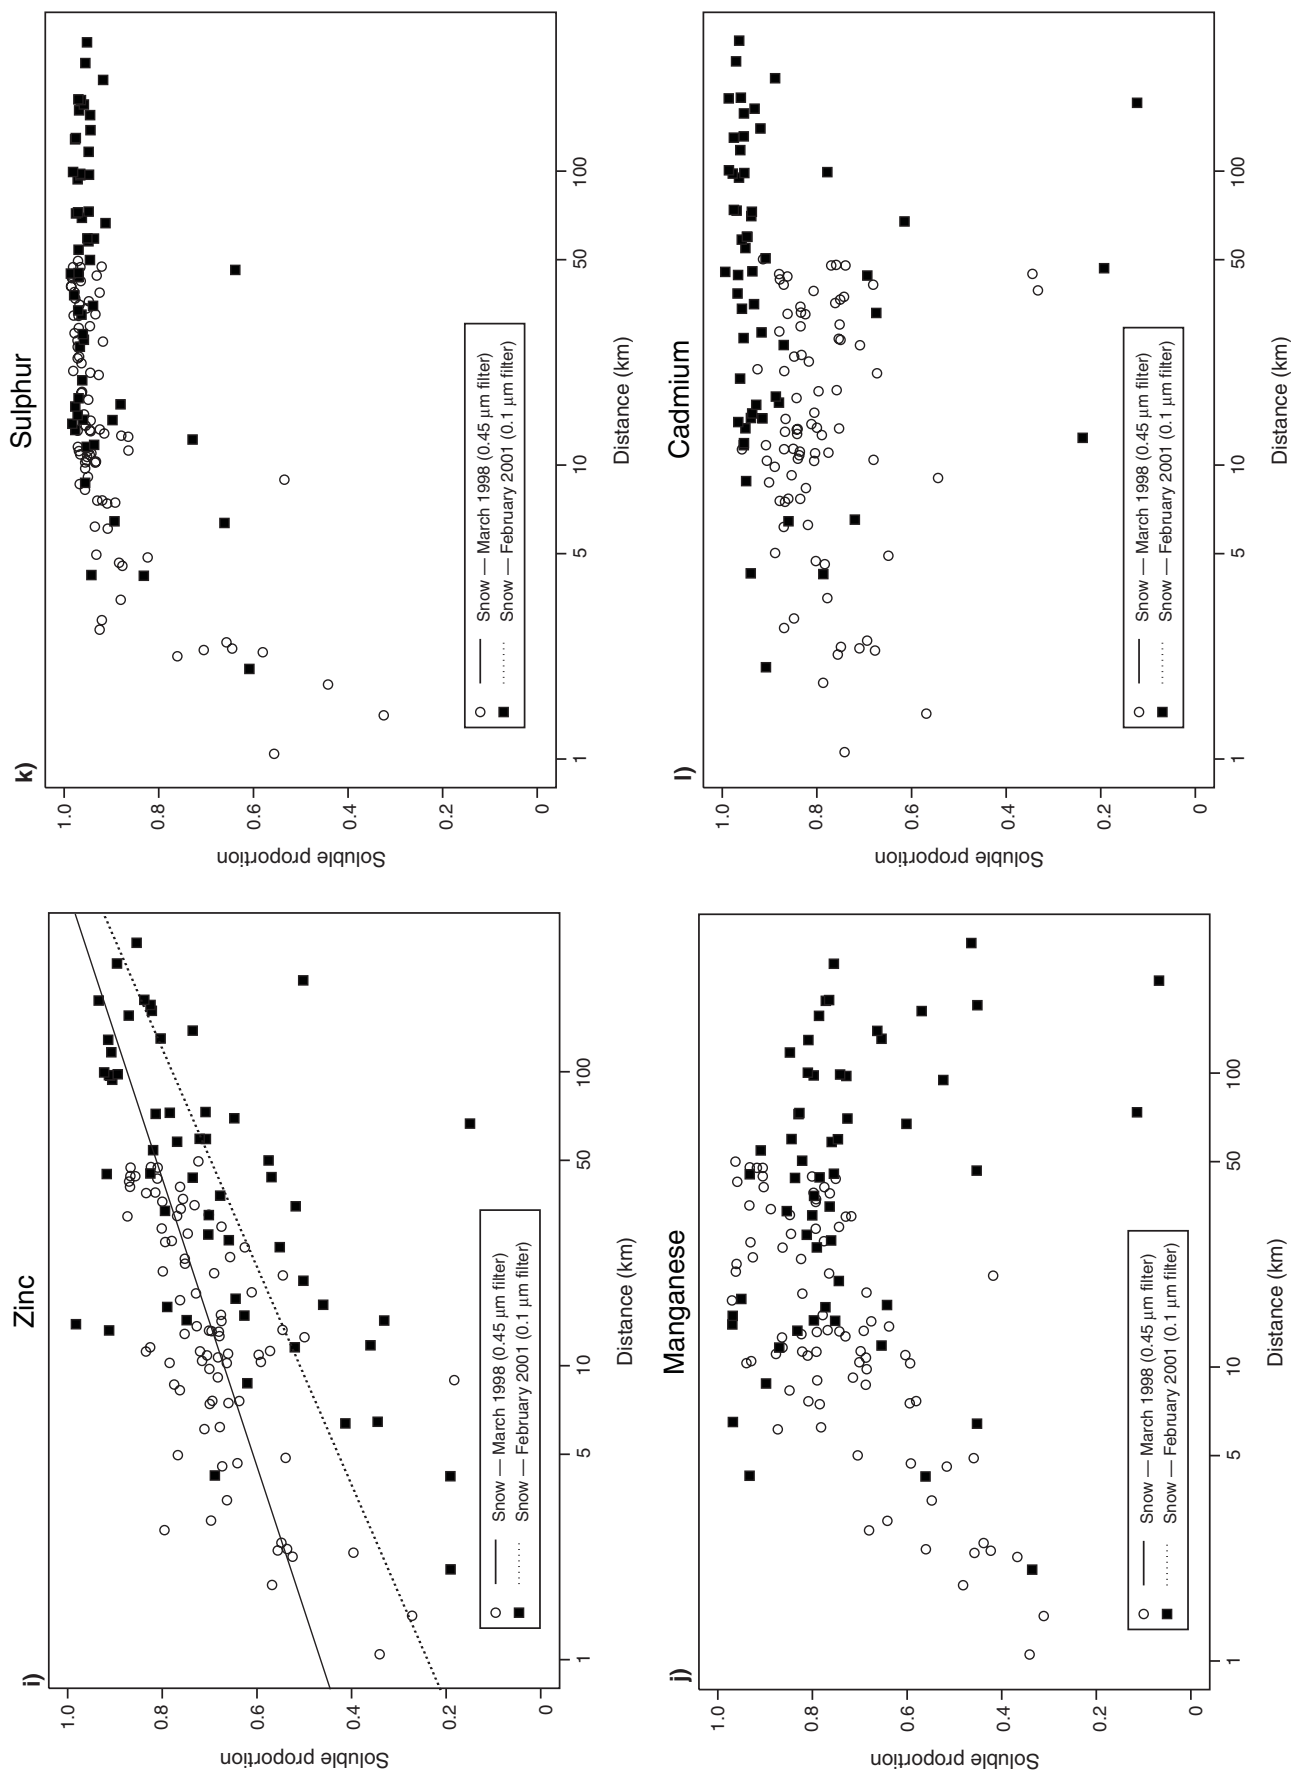 i)
Zinc
Soluble proportion
1.0
0.8
0.6
0.4
0.2
0
Snow — March 1998 (0.45 µm filter)
Snow — February 2001 (0.1 µm filter)
1
5
10
50
100
Distance (km)
k)
Sulphur
Soluble proportion
1.0
0.8
0.6
0.4
0.2
0
Snow — March 1998 (0.45 µm filter)
Snow — February 2001 (0.1 µm filter)
1
5
10
50
100
Distance (km)
j)
Manganese
Soluble proportion
1.0
0.8
0.6
0.4
0.2
0
Snow — March 1998 (0.45 µm filter)
Snow — February 2001 (0.1 µm filter)
1
5
10
50
100
Distance (km)
l)
Cadmium
Soluble proportion
1.0
0.8
0.6
0.4
0.2
0
Snow — March 1998 (0.45 µm filter)
Snow — February 2001 (0.1 µm filter)
1
5
10
50
100
Distance (km)